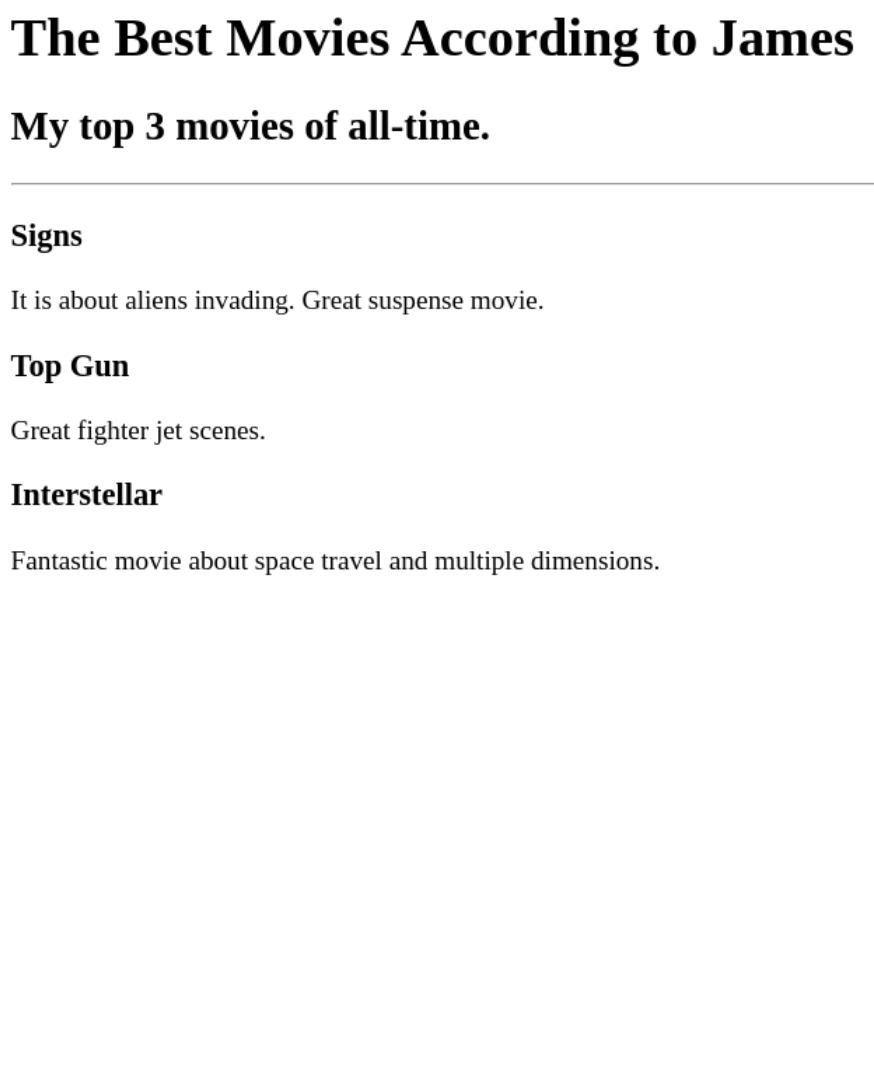 The Best Movies According to James
My top 3 movies of all-time.
Signs
It is about aliens invading. Great suspense movie.
Top Gun
Great fighter jet scenes.
Interstellar
Fantastic movie about space travel and multiple dimensions.